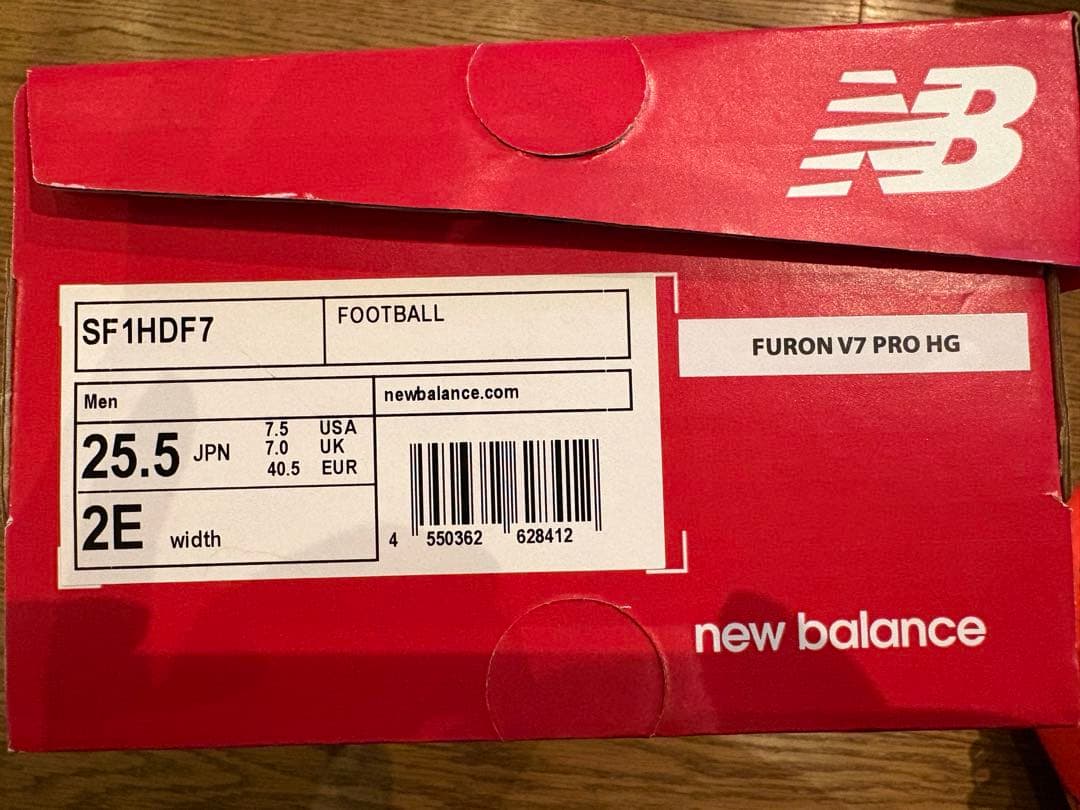 NB
SF1HDF7
FOOTBALL
FURON V7 PRO HG
Men
newbalance.com
25.5 JPN
7.5 USA
7.0 UK
40.5 EUR
2E width
4 550362 628412
new balance